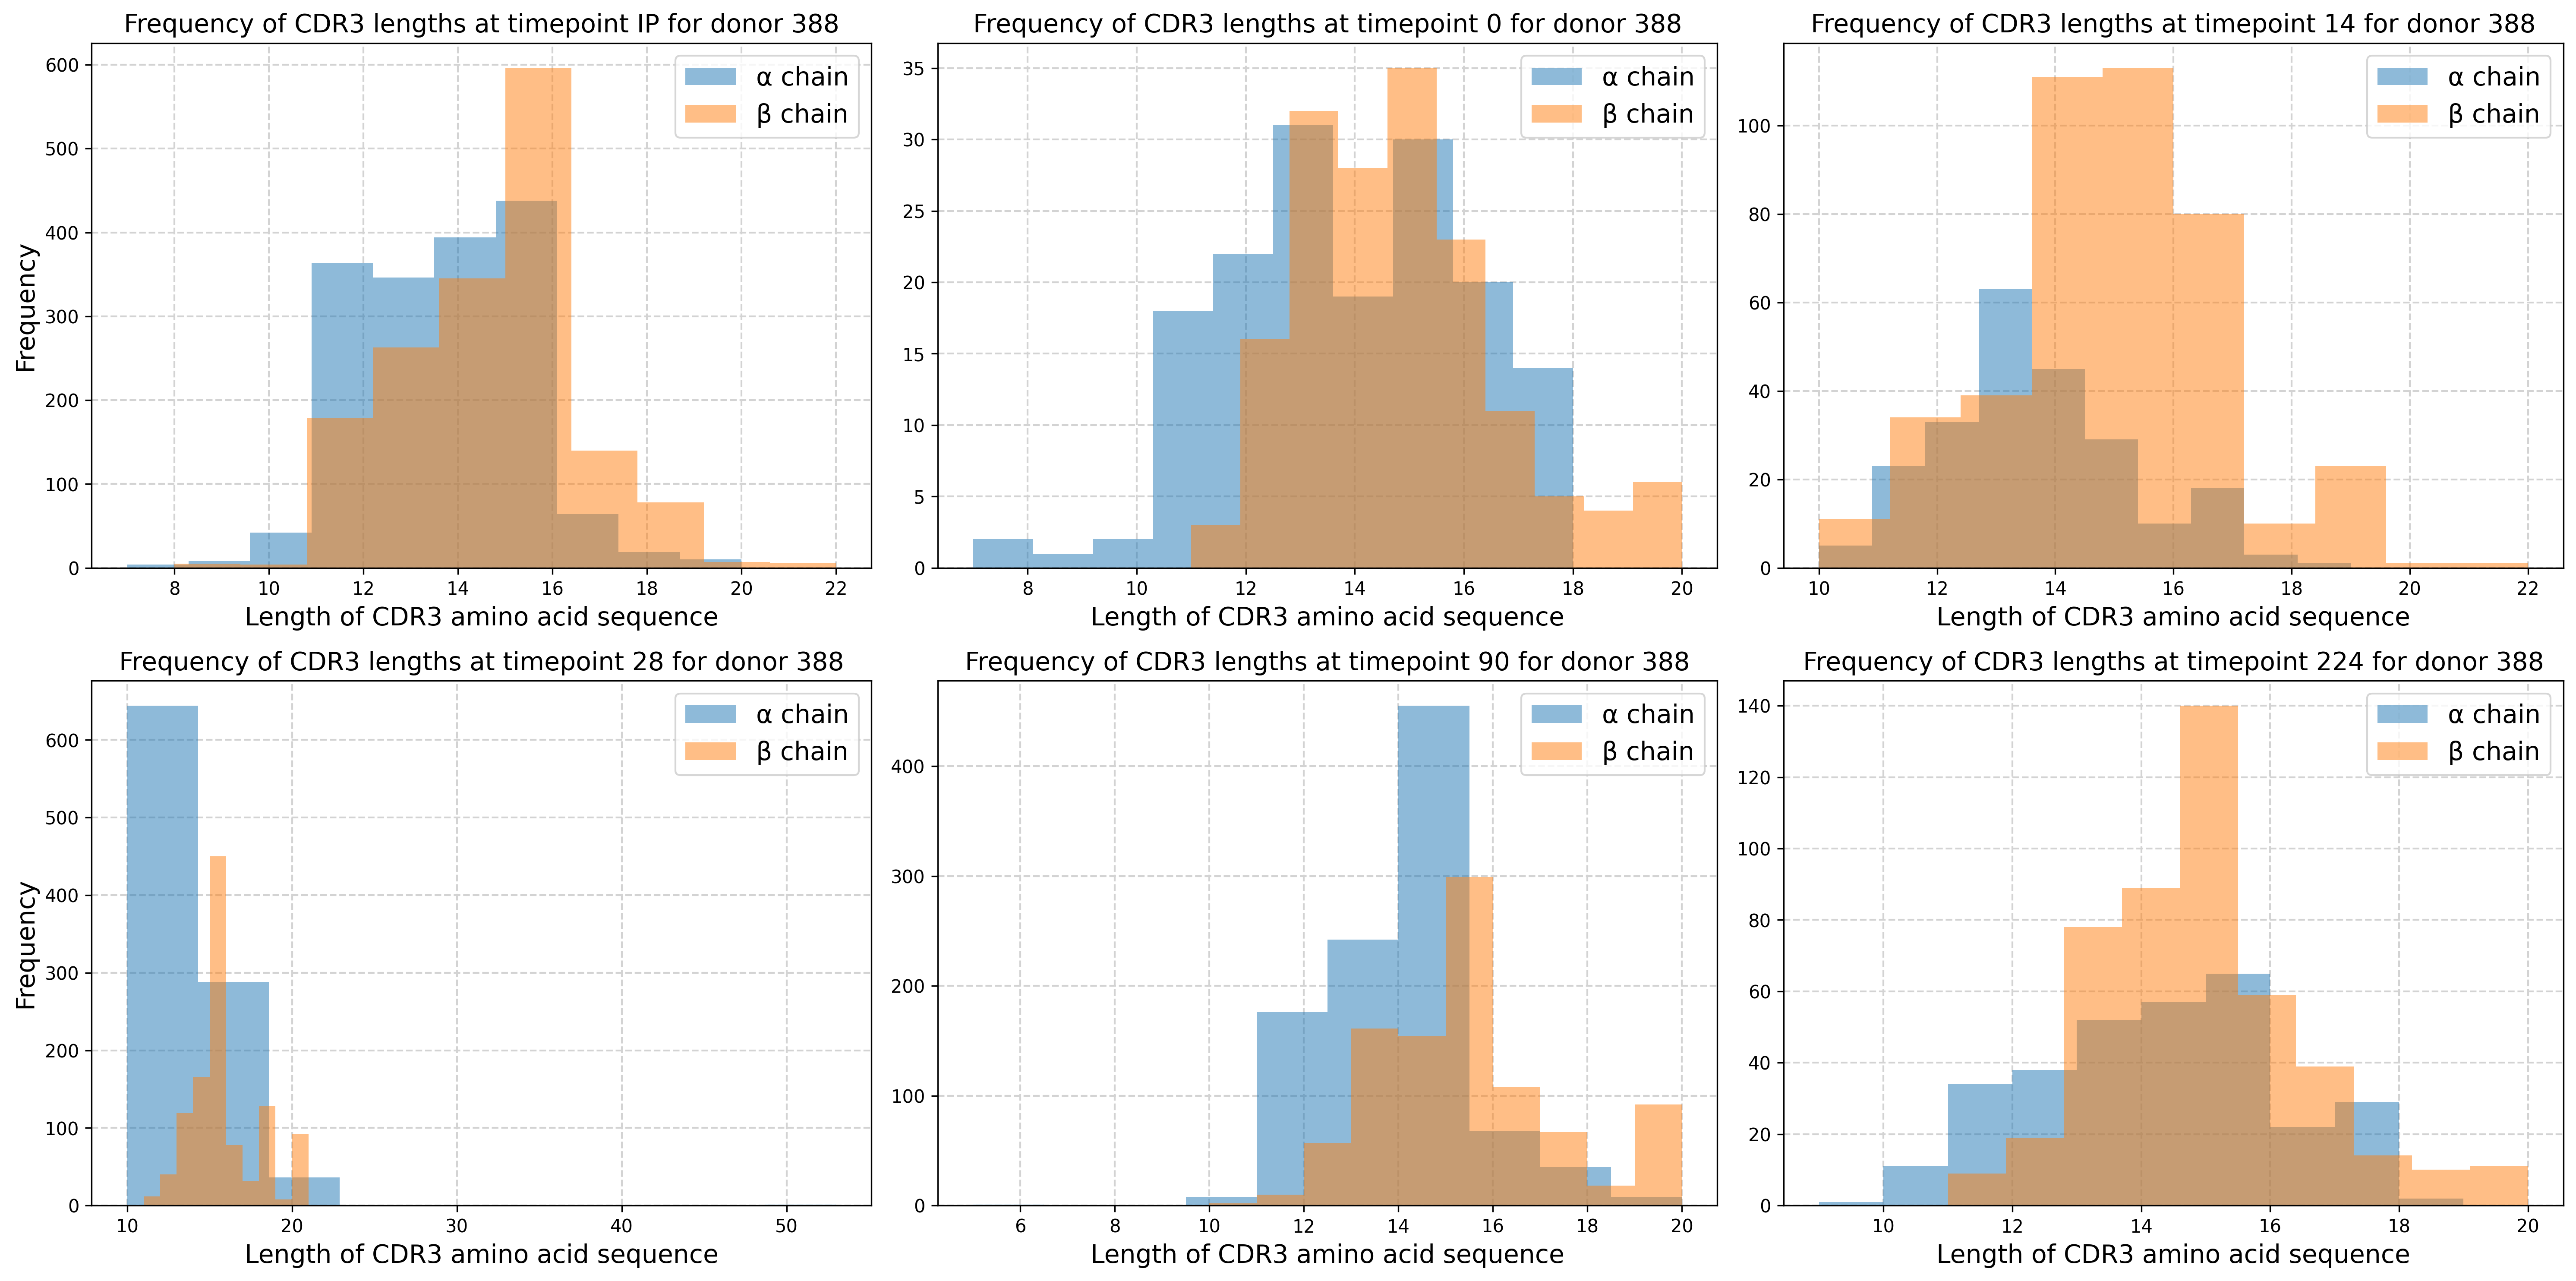 Frequency of CDR3 lengths at timepoint IP for donor 388
α chain
β chain
600
500
400
300
200
100
0
Frequency
8 10 12 14 16 18 20 22
Length of CDR3 amino acid sequence
Frequency of CDR3 lengths at timepoint 0 for donor 388
α chain
β chain
35
30
25
20
15
10
5
0
8 10 12 14 16 18 20
Length of CDR3 amino acid sequence
Frequency of CDR3 lengths at timepoint 14 for donor 388
α chain
β chain
100
80
60
40
20
0
10 12 14 16 18 20 22
Length of CDR3 amino acid sequence
Frequency of CDR3 lengths at timepoint 28 for donor 388
α chain
β chain
600
500
400
300
200
100
0
Frequency
10 20 30 40 50
Length of CDR3 amino acid sequence
Frequency of CDR3 lengths at timepoint 90 for donor 388
α chain
β chain
400
300
200
100
0
6 8 10 12 14 16 18 20
Length of CDR3 amino acid sequence
Frequency of CDR3 lengths at timepoint 224 for donor 388
α chain
β chain
140
120
100
80
60
40
20
0
10 12 14 16 18 20
Length of CDR3 amino acid sequence